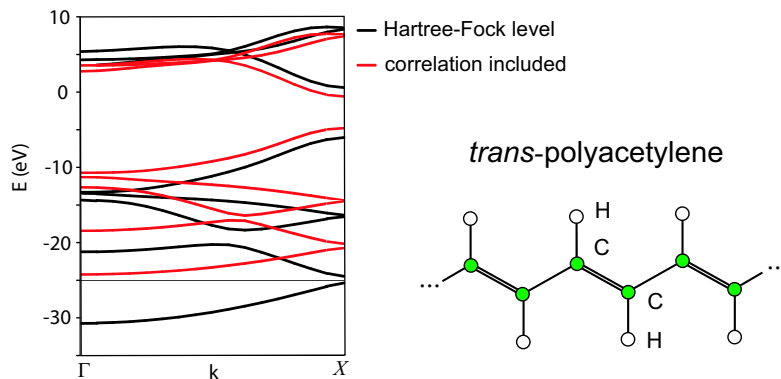 10
0
-10
-20
-30
E (eV)
Γ
k
X
Hartree-Fock level
correlation included
trans-polyacetylene
H
C
C
H
...
..